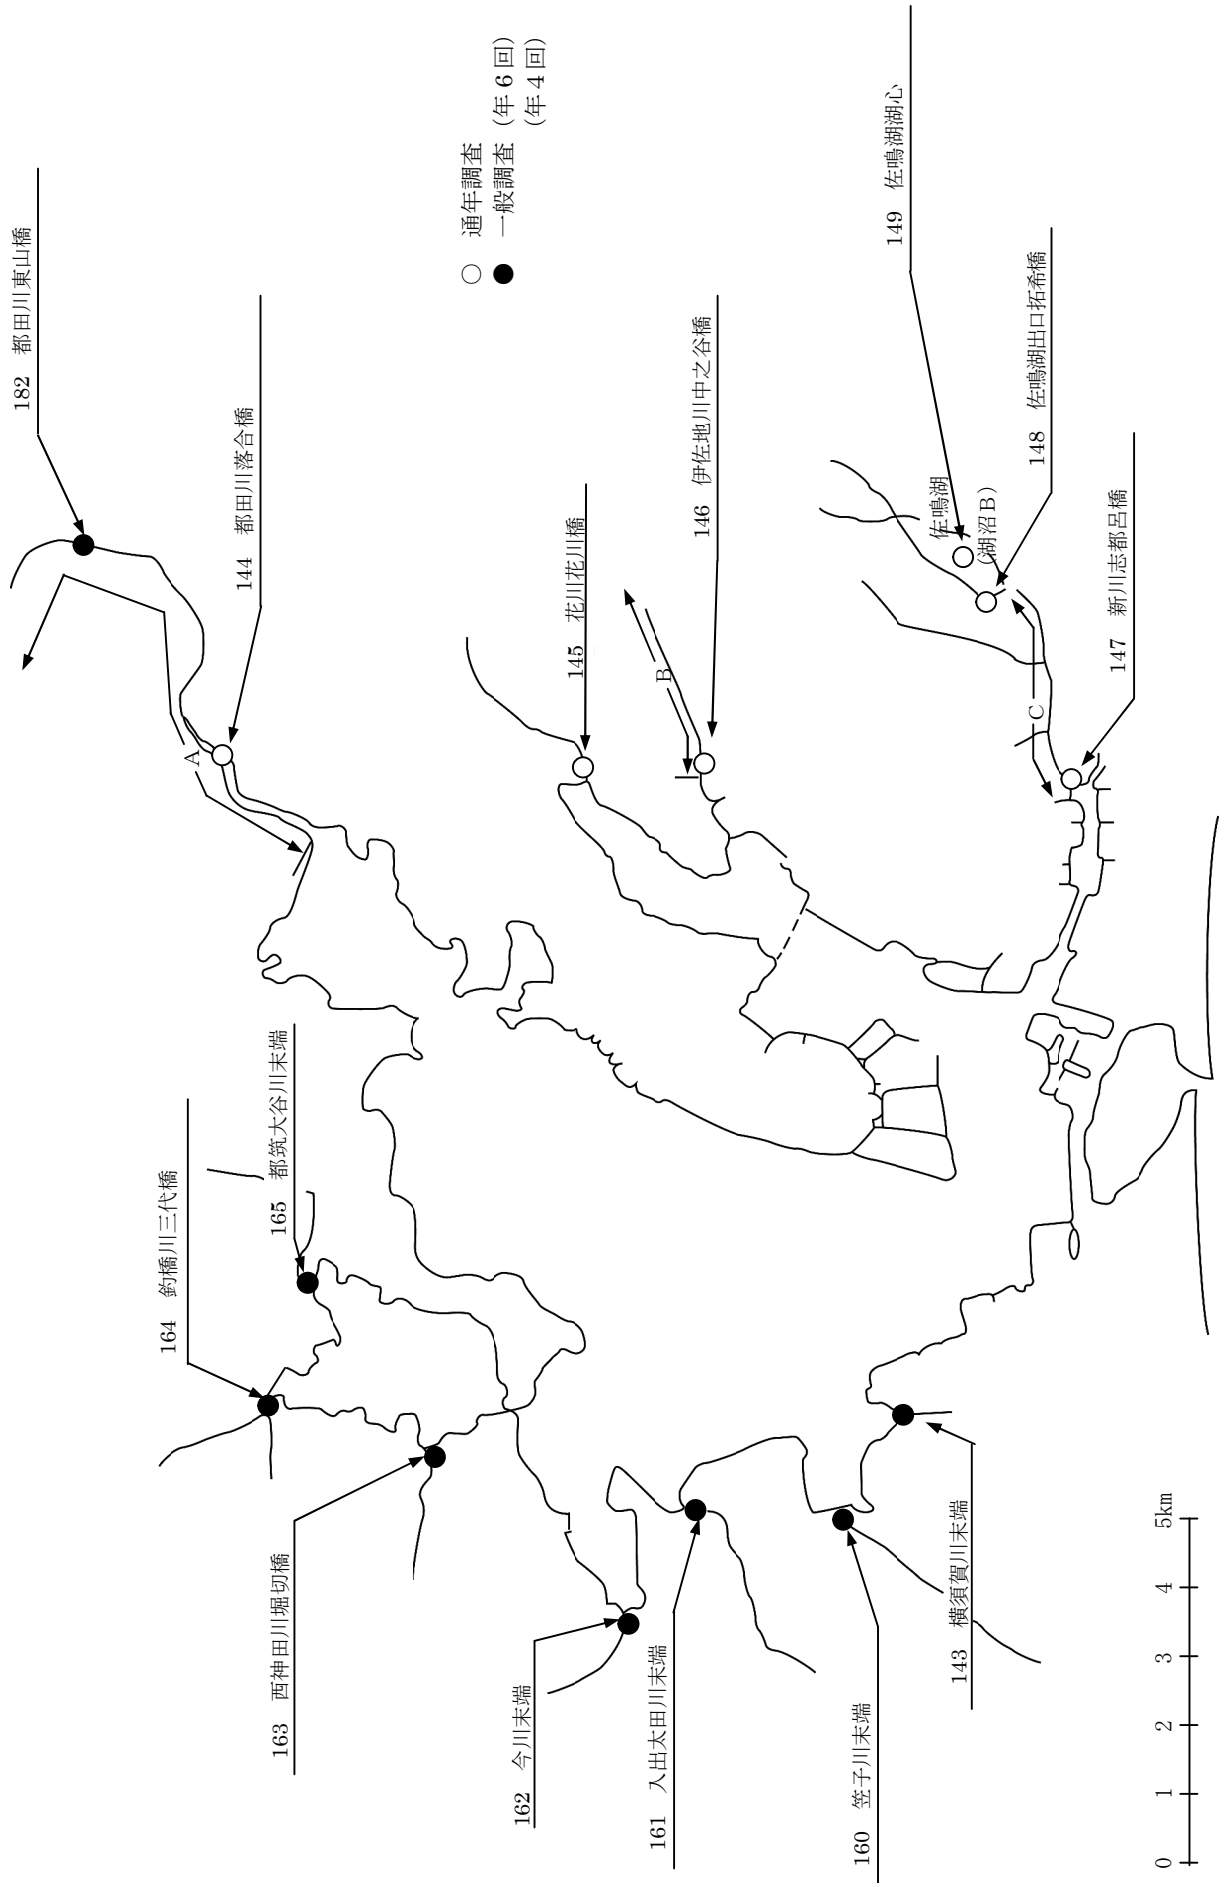 182 都田川東山橋
144 都田川落合橋
○ 通年調査
● 一般調査 (年6回)
(年4回)
149 佐鳴湖湖心
145 花川花川橋
146 伊佐地川中之谷橋
佐鳴湖
(湖沼B)
148 佐鳴湖出口拓希橋
147 新川志都呂橋
A
B
C
165 都筑大谷川末端
164 釣橋川三代橋
163 西神田川堀切橋
162 今川末端
161 入出太田川末端
160 笠子川末端
143 横須賀川末端
0 1 2 3 4 5km